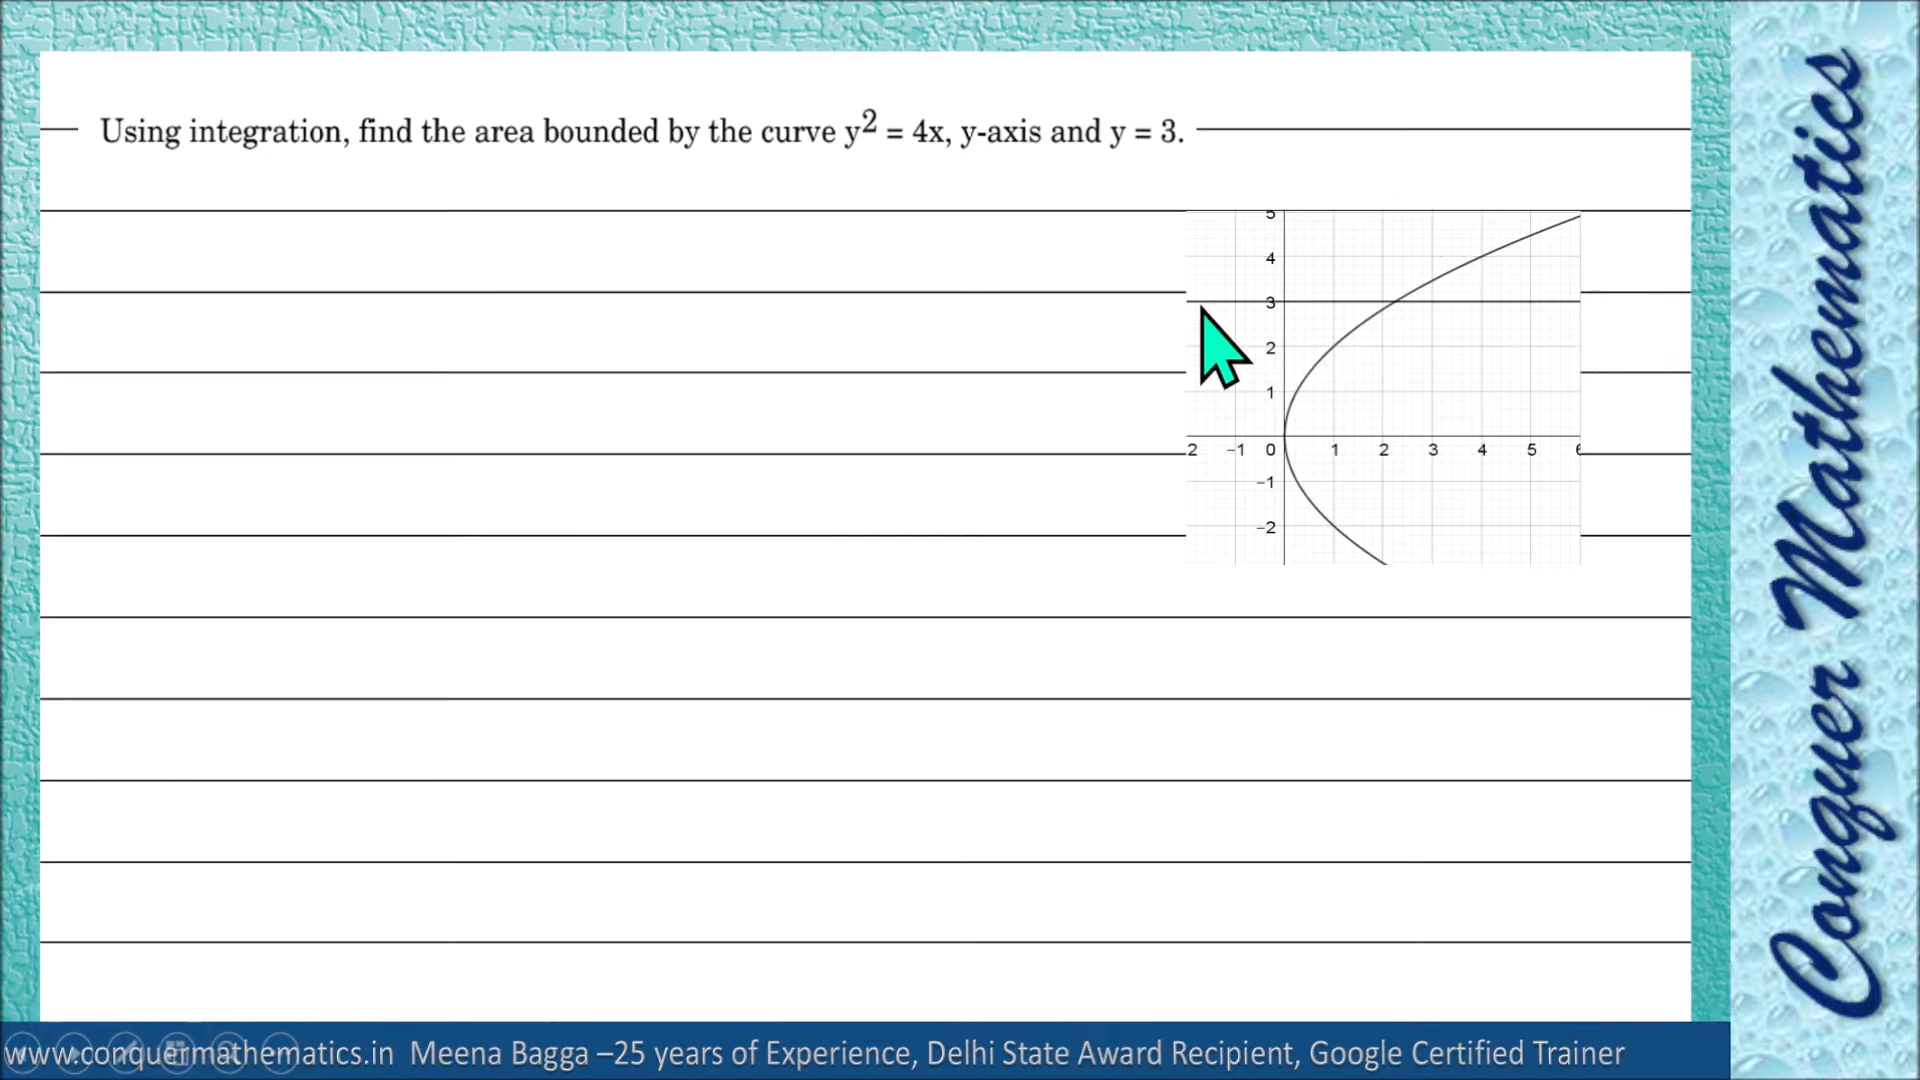 Using integration, find the area bounded by the curve y² = 4x, y-axis and y = 3.
5
4
3
2
1
2 −1 0 1 2 3 4 5 6
−1
−2
www.conquermathematics.in Meena Bagga –25 years of Experience, Delhi State Award Recipient, Google Certified Trainer
Conquer Mathematics